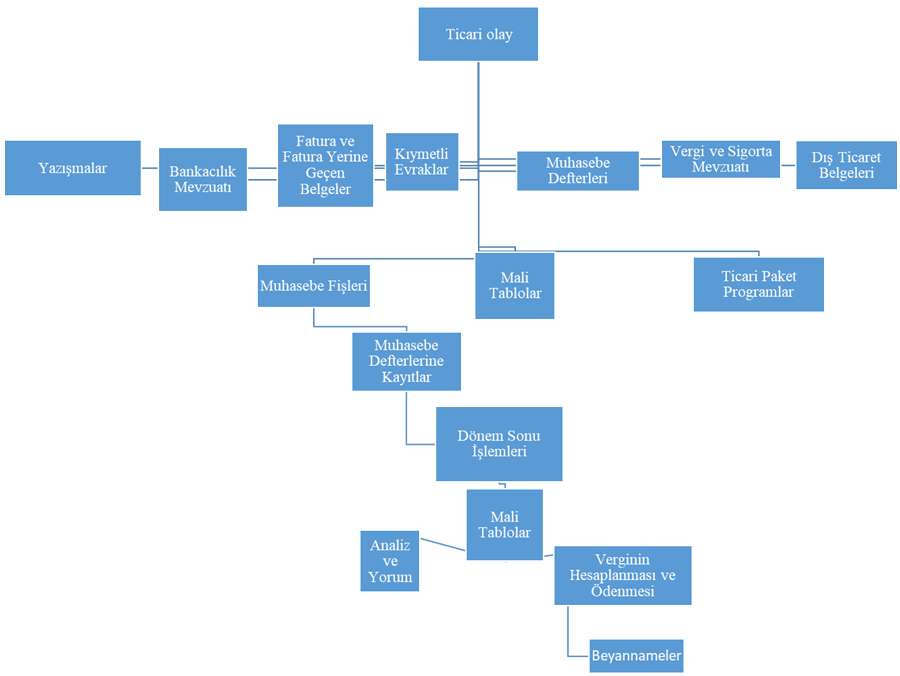 Ticari olay
Yazışmalar
Bankacılık
Mevzuatı
Fatura ve
Fatura Yerine
Geçen
Belgeler
Kıymetli
Evraklar
Muhasebe
Defterleri
Vergi ve Sigorta
Mevzuatı
Dış Ticaret
Belgeleri
Muhasebe Fişleri
Mali
Tablolar
Ticari Paket
Programlar
Muhasebe
Defterlerine
Kayıtlar
Dönem Sonu
İşlemleri
Mali
Tablolar
Analiz
ve
Yorum
Verginin
Hesaplanması ve
Ödenmesi
Beyannameler